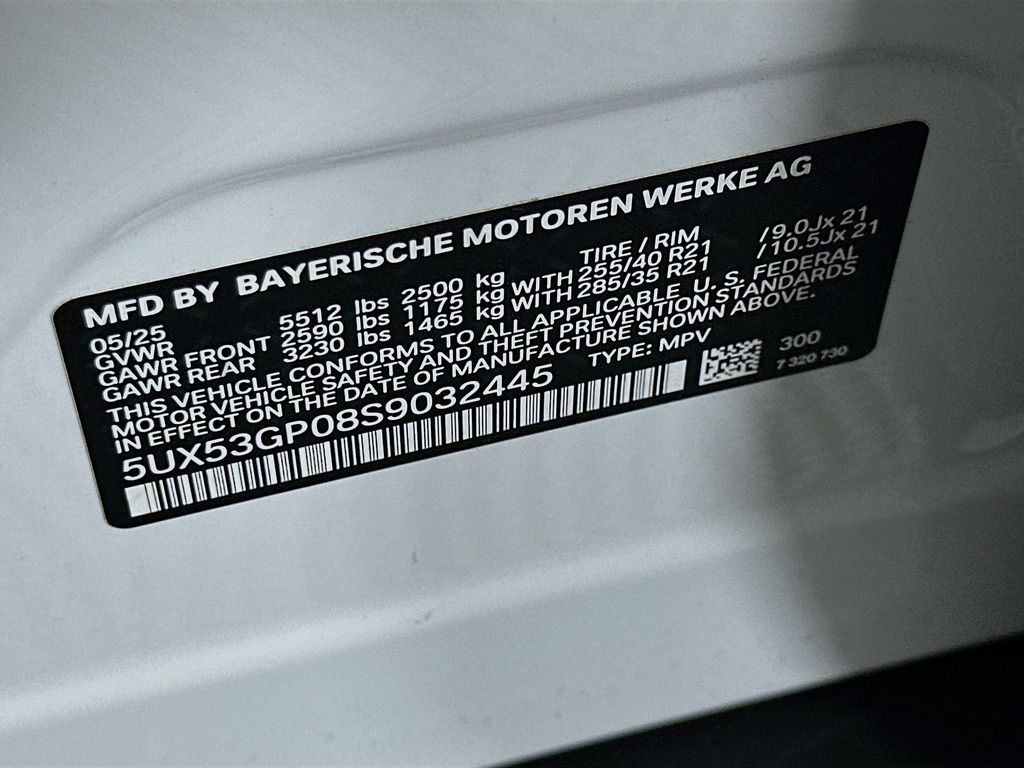 MFD BY BAYERISCHE MOTOREN WERKE AG
05/25 TIRE / RIM
GVWR 5512 lbs 2500 kg
GAWR FRONT 2590 lbs 1175 kg WITH 255/40 R21 /9.0Jx 21
GAWR REAR 3230 lbs 1465 kg WITH 285/35 R21 /10.5Jx 21
THIS VEHICLE CONFORMS TO ALL APPLICABLE U. S. FEDERAL
MOTOR VEHICLE SAFETY AND THEFT PREVENTION STANDARDS
IN EFFECT ON THE DATE OF MANUFACTURE SHOWN ABOVE.
5UX53GP08S9032445 TYPE: MPV 300
7 320 730